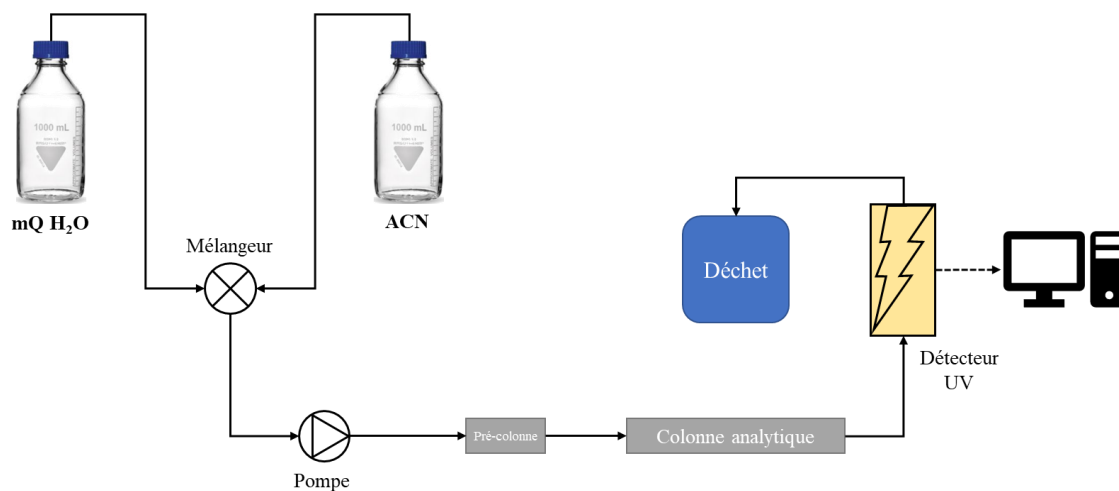 1000 mL
1000 mL
mQ H₂O
ACN
Mélangeur
Déchet
Détecteur
UV
Pré-colonne
Colonne analytique
Pompe